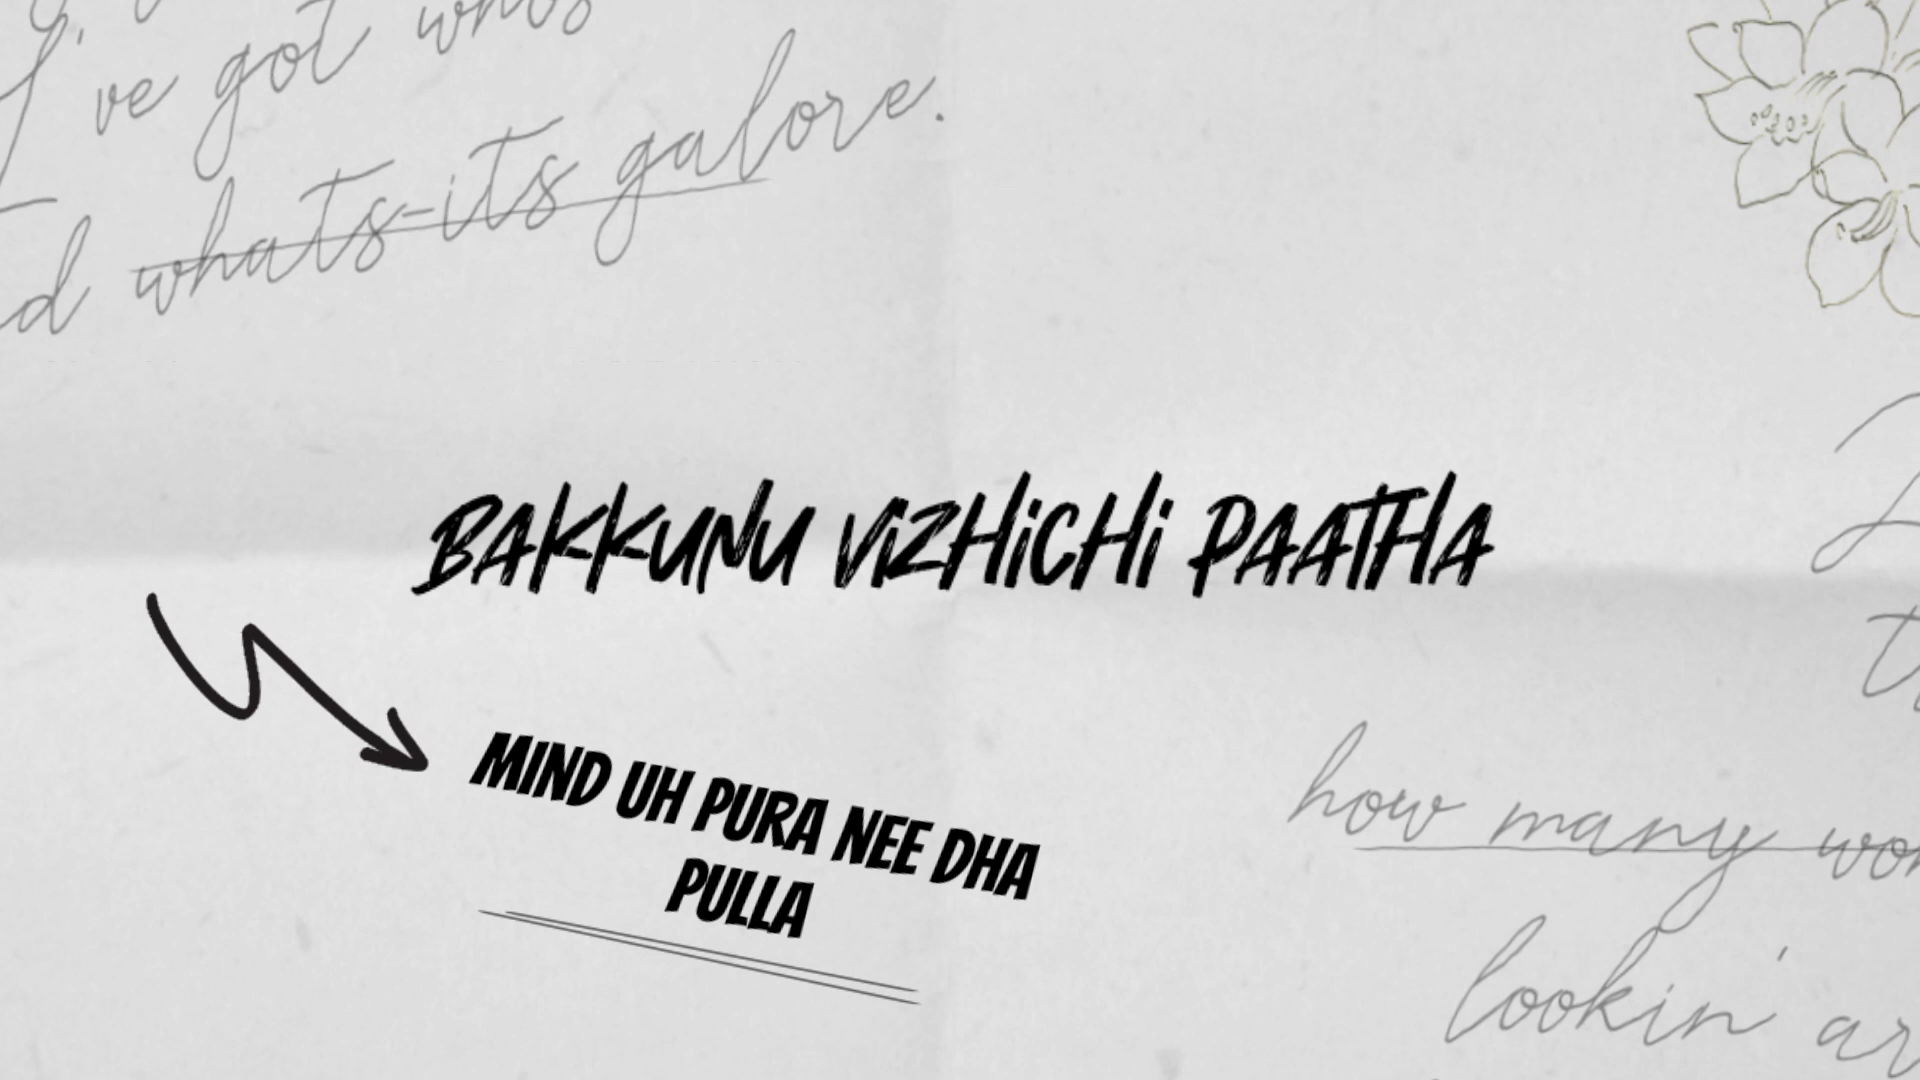 I've got whos
whats-its galore.
BAKKUNU VIZHICHI PAATHA
MIND UH PURA NEE DHA
PULLA
how many
lookin'